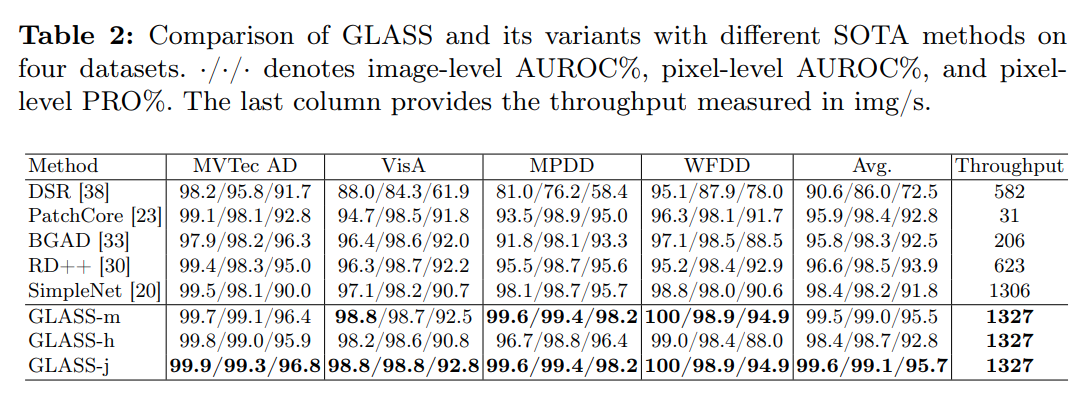 Table 2: Comparison of GLASS and its variants with different SOTA methods on
four datasets. ·/·/· denotes image-level AUROC%, pixel-level AUROC%, and pixel-
level PRO%. The last column provides the throughput measured in img/s.
Method MVTec AD VisA MPDD WFDD Avg. Throughput
DSR [38] 98.2/95.8/91.7 88.0/84.3/61.9 81.0/76.2/58.4 95.1/87.9/78.0 90.6/86.0/72.5 582
PatchCore [23] 99.1/98.1/92.8 94.7/98.5/91.8 93.5/98.9/95.0 96.3/98.1/91.7 95.9/98.4/92.8 31
BGAD [33] 97.9/98.2/96.3 96.4/98.6/92.0 91.8/98.1/93.3 97.1/98.5/88.5 95.8/98.3/92.5 206
RD++ [30] 99.4/98.3/95.0 96.3/98.7/92.2 95.5/98.7/95.6 95.2/98.4/92.9 96.6/98.5/93.9 623
SimpleNet [20] 99.5/98.1/90.0 97.1/98.2/90.7 98.1/98.7/95.7 98.8/98.0/90.6 98.4/98.2/91.8 1306
GLASS-m 99.7/99.1/96.4 98.8/98.7/92.5 99.6/99.4/98.2 100/98.9/94.9 99.5/99.0/95.5 1327
GLASS-h 99.8/99.0/95.9 98.2/98.6/90.8 96.7/98.8/96.4 99.0/98.4/88.0 98.4/98.7/92.8 1327
GLASS-j 99.9/99.3/96.8 98.8/98.8/92.8 99.6/99.4/98.2 100/98.9/94.9 99.6/99.1/95.7 1327